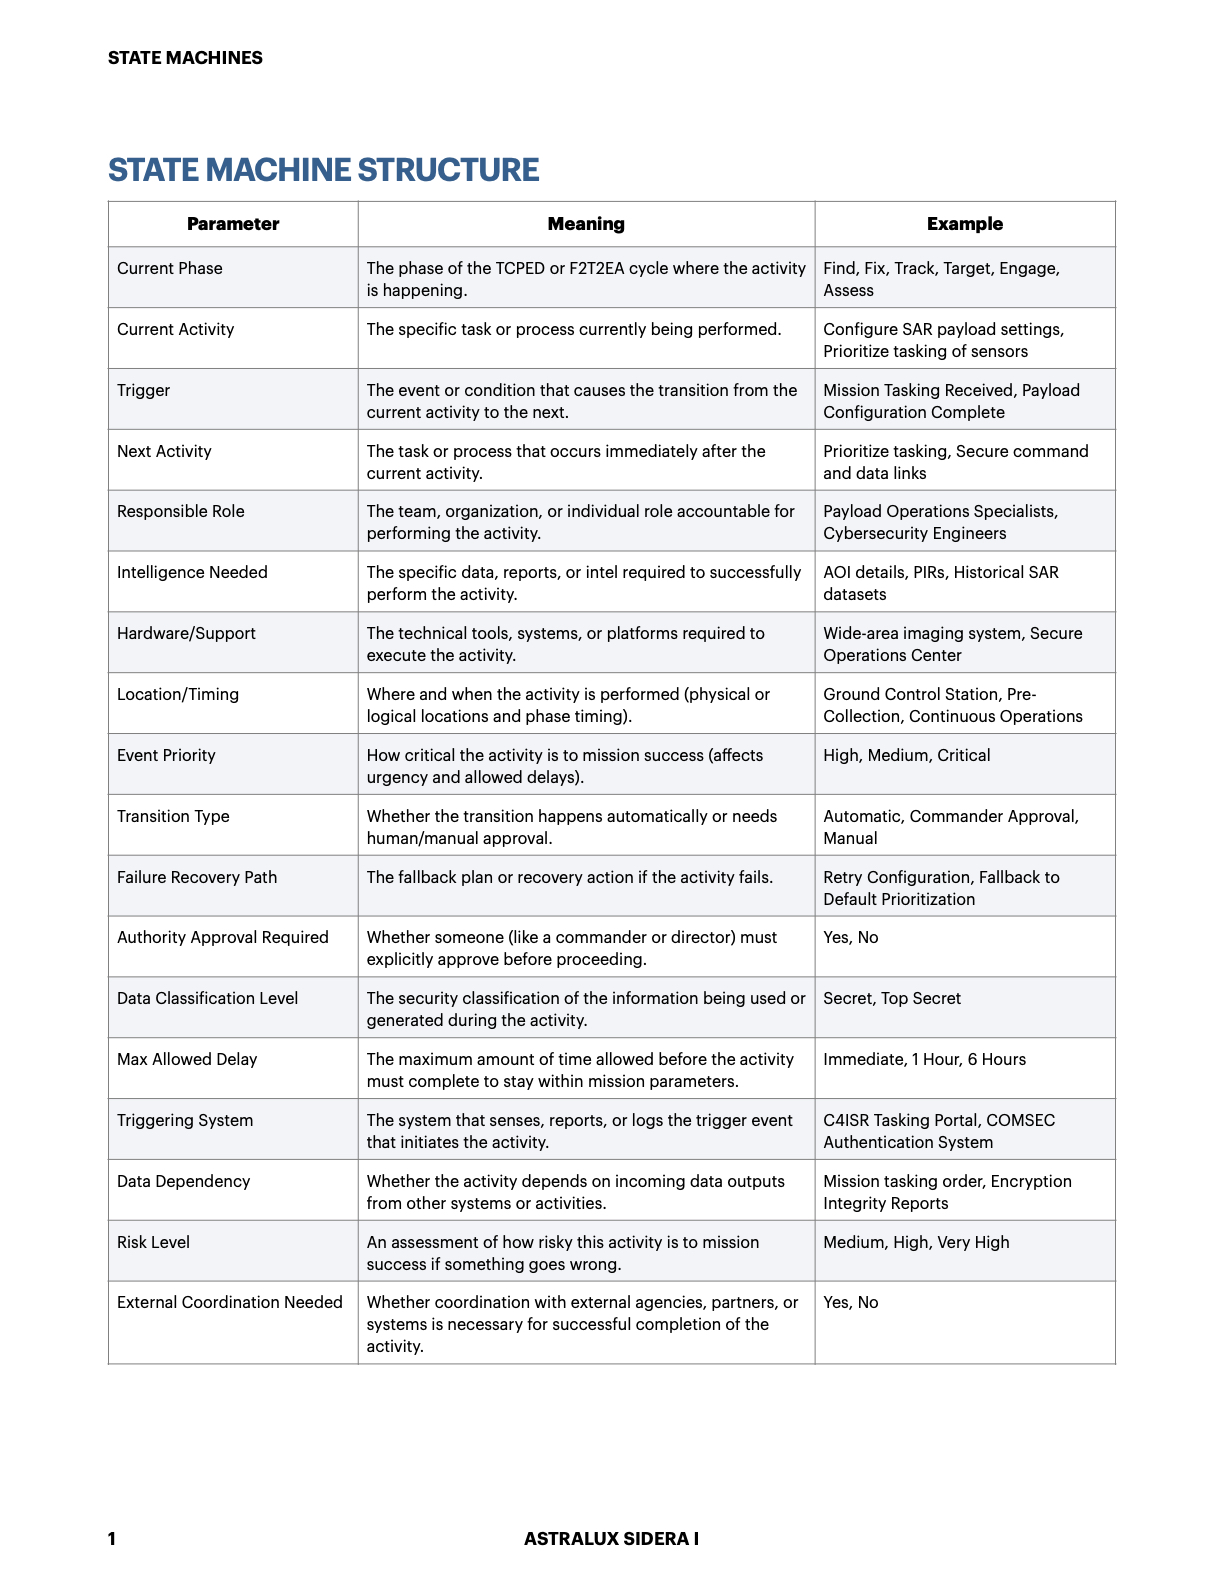 STATE MACHINES
STATE MACHINE STRUCTURE
Parameter
Meaning
Example
Current Phase
The phase of the TCPED or F2T2EA cycle where the activity
is happening.
Find, Fix, Track, Target, Engage,
Assess
Current Activity
The specific task or process currently being performed.
Configure SAR payload settings,
Prioritize tasking of sensors
Trigger
The event or condition that causes the transition from the
current activity to the next.
Mission Tasking Received, Payload
Configuration Complete
Next Activity
The task or process that occurs immediately after the
current activity.
Prioritize tasking, Secure command
and data links
Responsible Role
The team, organization, or individual role accountable for
performing the activity.
Payload Operations Specialists,
Cybersecurity Engineers
Intelligence Needed
The specific data, reports, or intel required to successfully
perform the activity.
AOI details, PIRs, Historical SAR
datasets
Hardware/Support
The technical tools, systems, or platforms required to
execute the activity.
Wide-area imaging system, Secure
Operations Center
Location/Timing
Where and when the activity is performed (physical or
logical locations and phase timing).
Ground Control Station, Pre-
Collection, Continuous Operations
Event Priority
How critical the activity is to mission success (affects
urgency and allowed delays).
High, Medium, Critical
Transition Type
Whether the transition happens automatically or needs
human/manual approval.
Automatic, Commander Approval,
Manual
Failure Recovery Path
The fallback plan or recovery action if the activity fails.
Retry Configuration, Fallback to
Default Prioritization
Authority Approval Required
Whether someone (like a commander or director) must
explicitly approve before proceeding.
Yes, No
Data Classification Level
The security classification of the information being used or
generated during the activity.
Secret, Top Secret
Max Allowed Delay
The maximum amount of time allowed before the activity
must complete to stay within mission parameters.
Immediate, 1 Hour, 6 Hours
Triggering System
The system that senses, reports, or logs the trigger event
that initiates the activity.
C4ISR Tasking Portal, COMSEC
Authentication System
Data Dependency
Whether the activity depends on incoming data outputs
from other systems or activities.
Mission tasking order, Encryption
Integrity Reports
Risk Level
An assessment of how risky this activity is to mission
success if something goes wrong.
Medium, High, Very High
External Coordination Needed
Whether coordination with external agencies, partners, or
systems is necessary for successful completion of the
activity.
Yes, No
1
ASTRALUX SIDERA I